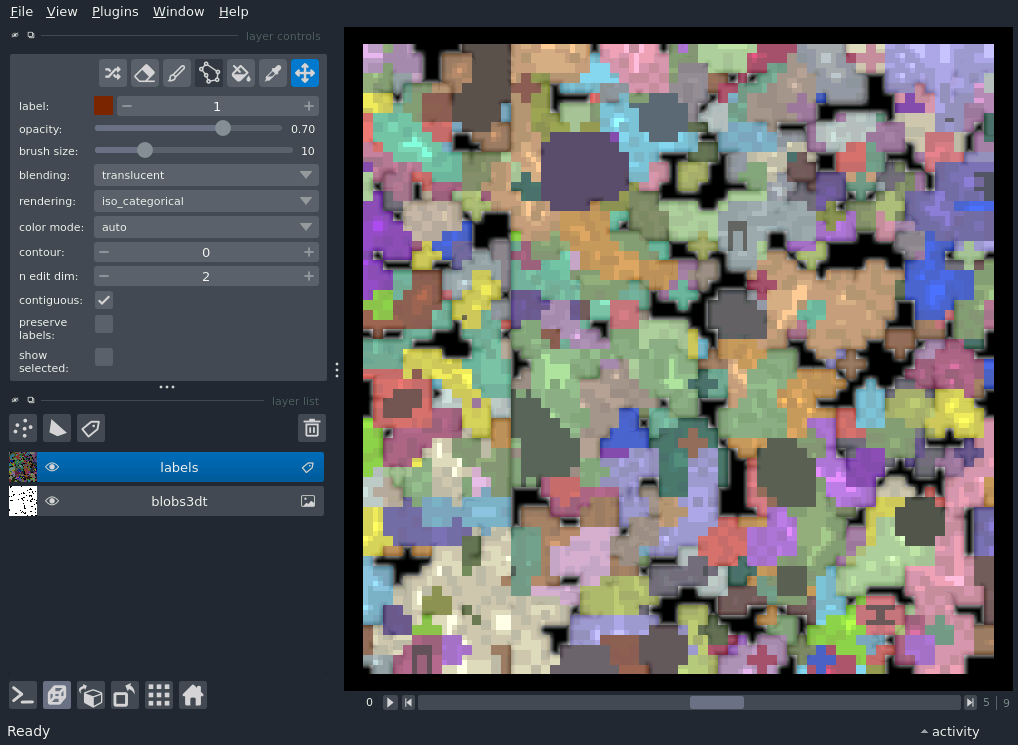 File View Plugins Window Help
layer controls
label: 1
opacity: 0.70
brush size: 10
blending: translucent
rendering: iso_categorical
color mode: auto
contour: 0
n edit dim: 2
contiguous:
preserve
labels:
show
selected:
layer list
labels
blobs3dt
0 5 9
Ready activity